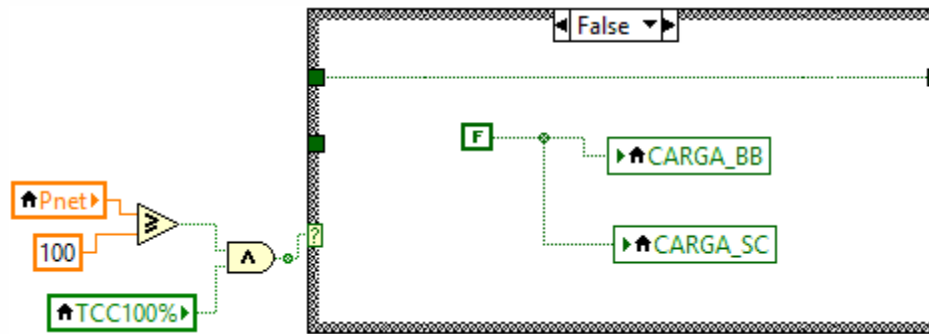 False
F
CARGA_BB
Pnet
≥
100
?
CARGA_SC
∧
TCC100%